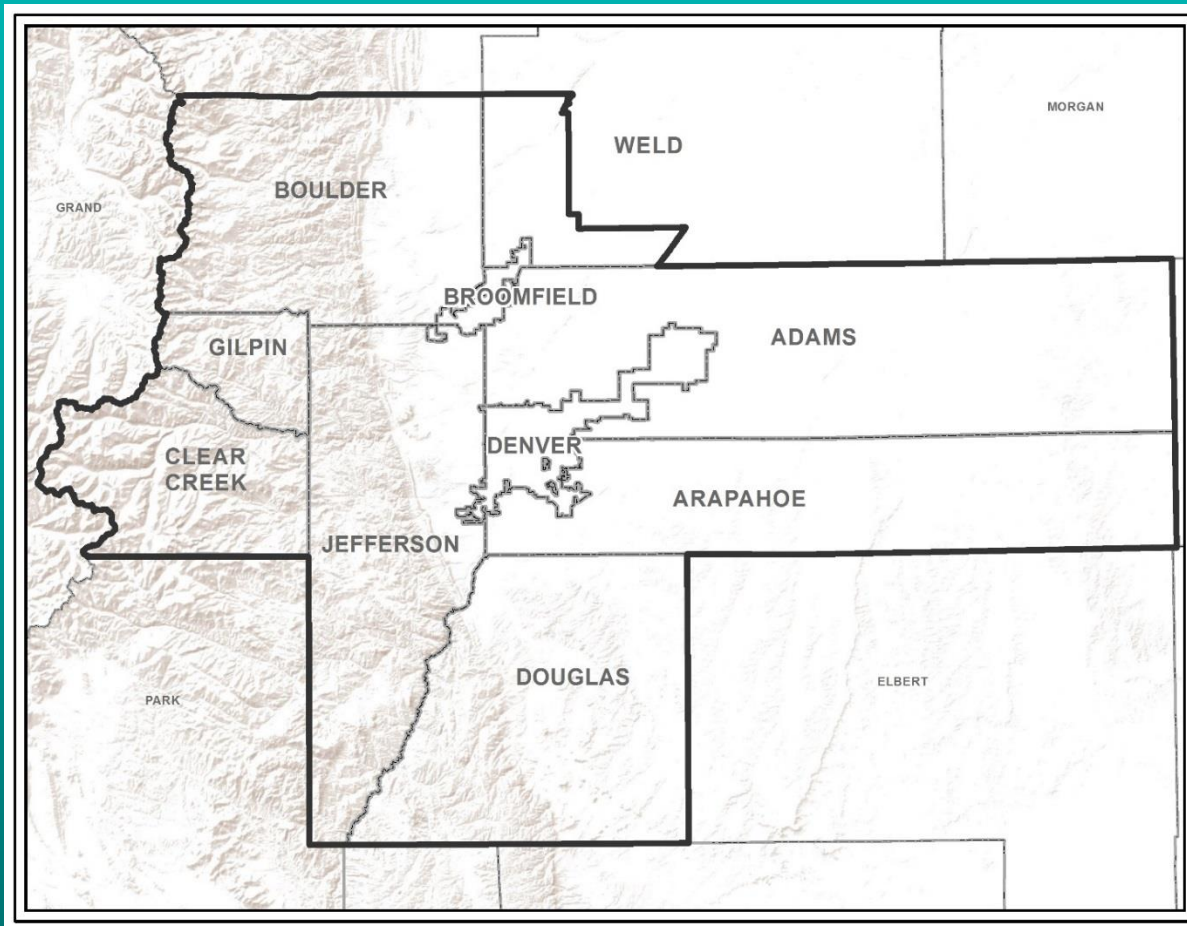 MORGAN
WELD
BOULDER
GRAND
BROOMFIELD
ADAMS
GILPIN
DENVER
CLEAR
CREEK
ARAPAHOE
JEFFERSON
DOUGLAS
ELBERT
PARK